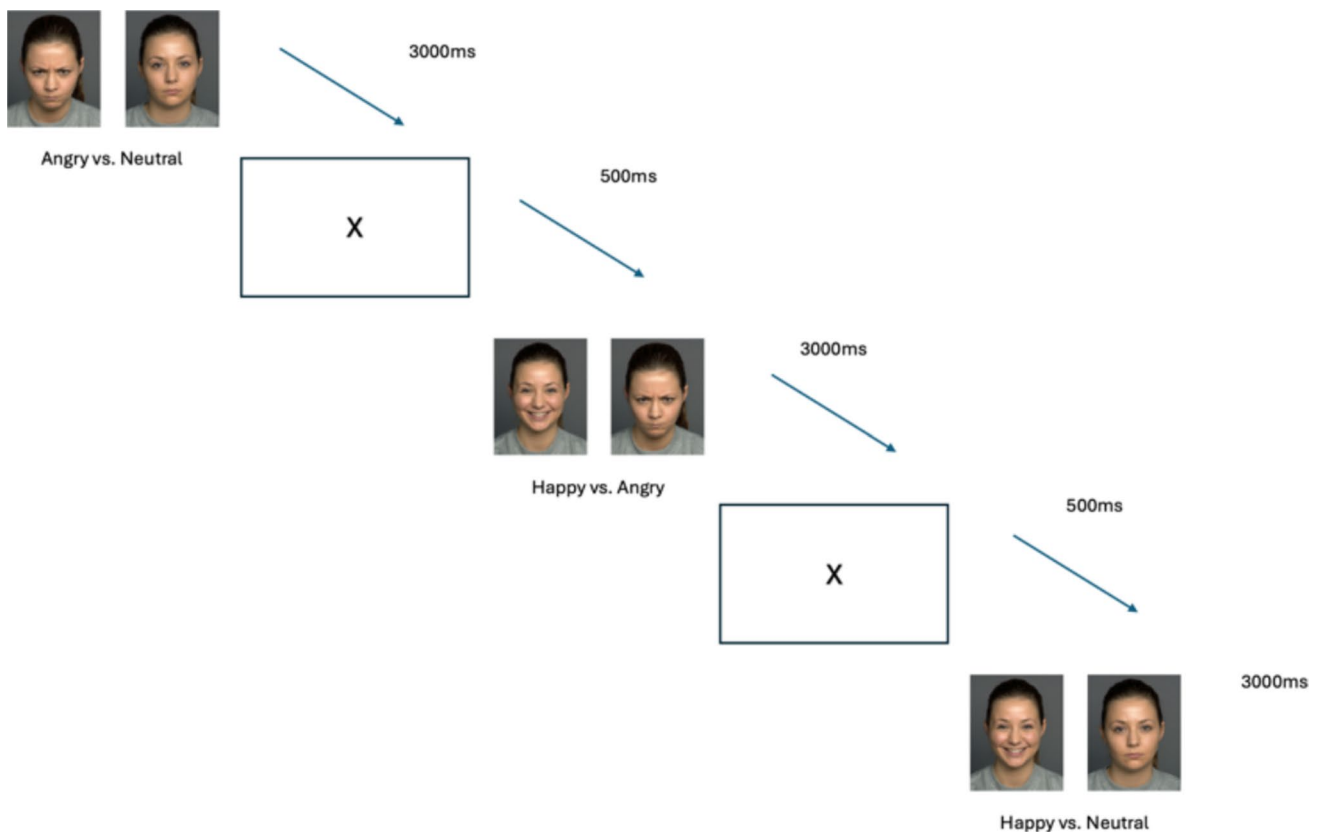 3000ms
Angry vs. Neutral
500ms
X
3000ms
Happy vs. Angry
500ms
X
3000ms
Happy vs. Neutral